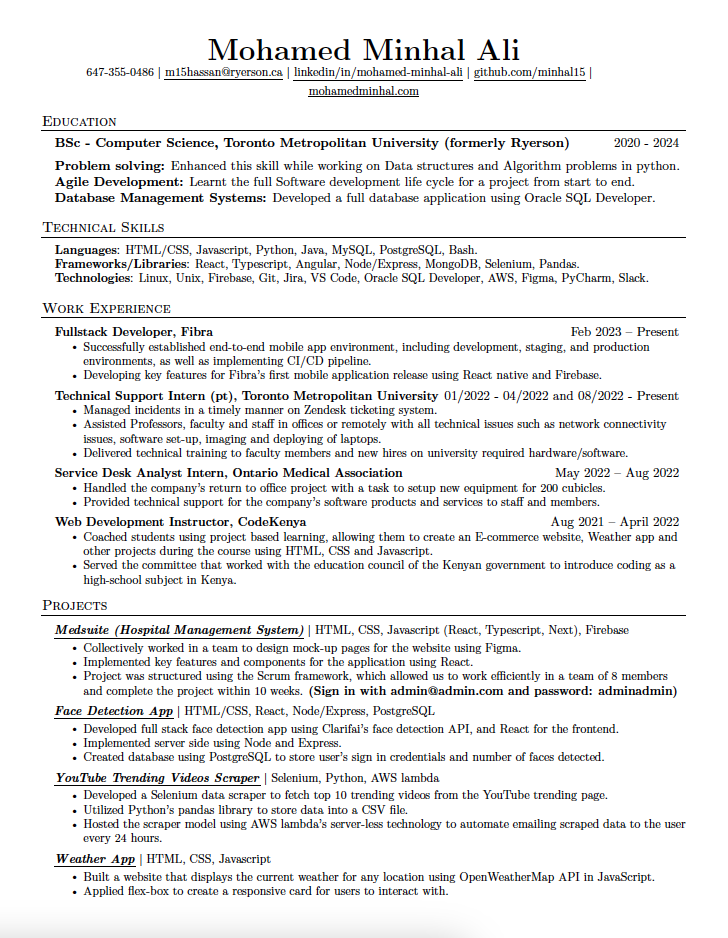 Mohamed Minhal Ali
647-355-0486 | m15hassan@ryerson.ca | linkedin/in/mohamed-minhal-ali | github.com/minhal15 |
mohamedminhal.com
Education
BSc - Computer Science, Toronto Metropolitan University (formerly Ryerson) 2020 - 2024
Problem solving: Enhanced this skill while working on Data structures and Algorithm problems in python.
Agile Development: Learnt the full Software development life cycle for a project from start to end.
Database Management Systems: Developed a full database application using Oracle SQL Developer.
Technical Skills
Languages: HTML/CSS, Javascript, Python, Java, MySQL, PostgreSQL, Bash.
Frameworks/Libraries: React, Typescript, Angular, Node/Express, MongoDB, Selenium, Pandas.
Technologies: Linux, Unix, Firebase, Git, Jira, VS Code, Oracle SQL Developer, AWS, Figma, PyCharm, Slack.
Work Experience
Fullstack Developer, Fibra Feb 2023 – Present
• Successfully established end-to-end mobile app environment, including development, staging, and production
environments, as well as implementing CI/CD pipeline.
• Developing key features for Fibra's first mobile application release using React native and Firebase.
Technical Support Intern (pt), Toronto Metropolitan University 01/2022 - 04/2022 and 08/2022 - Present
• Managed incidents in a timely manner on Zendesk ticketing system.
• Assisted Professors, faculty and staff in offices or remotely with all technical issues such as network connectivity
issues, software set-up, imaging and deploying of laptops.
• Delivered technical training to faculty members and new hires on university required hardware/software.
Service Desk Analyst Intern, Ontario Medical Association May 2022 – Aug 2022
• Handled the company's return to office project with a task to setup new equipment for 200 cubicles.
• Provided technical support for the company's software products and services to staff and members.
Web Development Instructor, CodeKenya Aug 2021 – April 2022
• Coached students using project based learning, allowing them to create an E-commerce website, Weather app and
other projects during the course using HTML, CSS and Javascript.
• Served the committee that worked with the education council of the Kenyan government to introduce coding as a
high-school subject in Kenya.
Projects
Medsuite (Hospital Management System) | HTML, CSS, Javascript (React, Typescript, Next), Firebase
• Collectively worked in a team to design mock-up pages for the website using Figma.
• Implemented key features and components for the application using React.
• Project was structured using the Scrum framework, which allowed us to work efficiently in a team of 8 members
and complete the project within 10 weeks. (Sign in with admin@admin.com and password: adminadmin)
Face Detection App | HTML/CSS, React, Node/Express, PostgreSQL
• Developed full stack face detection app using Clarifai's face detection API, and React for the frontend.
• Implemented server side using Node and Express.
• Created database using PostgreSQL to store user's sign in credentials and number of faces detected.
YouTube Trending Videos Scraper | Selenium, Python, AWS lambda
• Developed a Selenium data scraper to fetch top 10 trending videos from the YouTube trending page.
• Utilized Python's pandas library to store data into a CSV file.
• Hosted the scraper model using AWS lambda's server-less technology to automate emailing scraped data to the user
every 24 hours.
Weather App | HTML, CSS, Javascript
• Built a website that displays the current weather for any location using OpenWeatherMap API in JavaScript.
• Applied flex-box to create a responsive card for users to interact with.